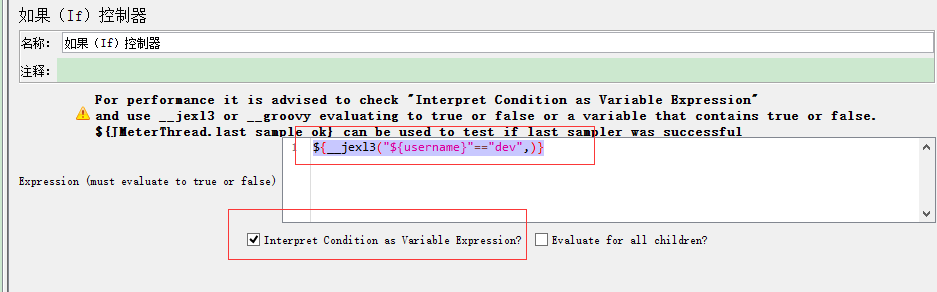 如果（If）控制器
名称： 如果（If）控制器
注释：
For performance it is advised to check "Interpret Condition as Variable Expression"
and use __jexl3 or __groovy evaluating to true or false or a variable that contains true or false.
${JMeterThread.last_sample_ok} can be used to test if last sampler was successful
1 ${__jexl3("${username}"=="dev",)}
Expression (must evaluate to true or false)
Interpret Condition as Variable Expression? Evaluate for all children?